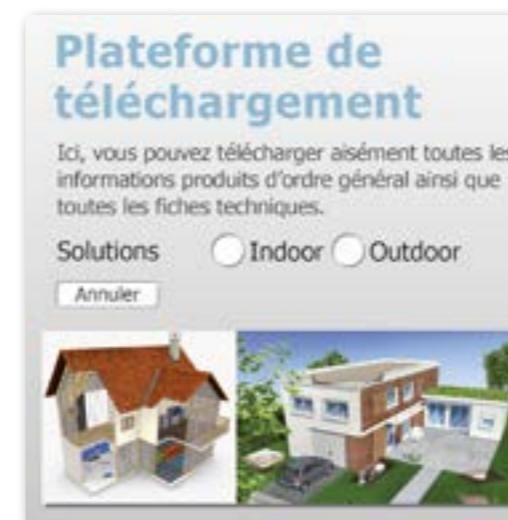 Plateforme de
téléchargement
Ici, vous pouvez télécharger aisément toutes les
informations produits d'ordre général ainsi que
toutes les fiches techniques.
Solutions Indoor Outdoor
Annuler